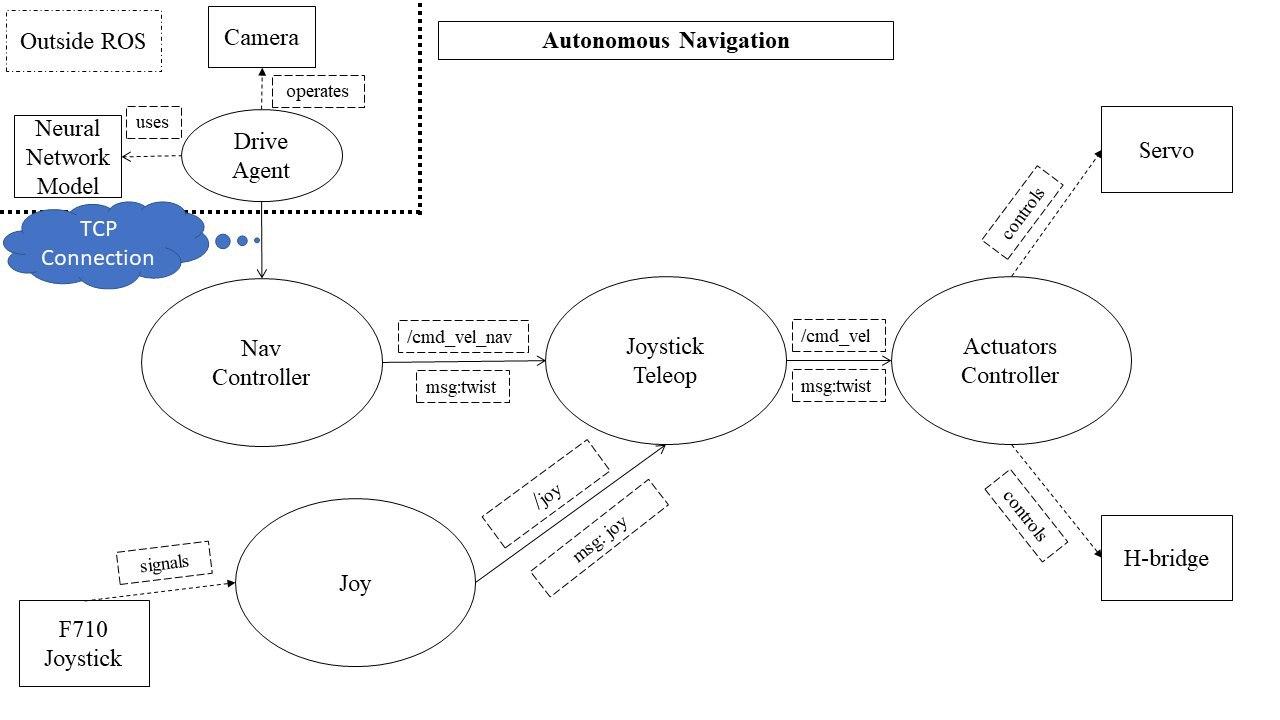 Outside ROS
Camera
Autonomous Navigation
operates
uses
Neural
Network
Model
Drive
Agent
Servo
TCP
Connection
controls
Nav
Controller
/cmd_vel_nav
msg:twist
Joystick
Teleop
/cmd_vel
msg:twist
Actuators
Controller
/joy
msg: joy
controls
signals
Joy
H-bridge
F710
Joystick